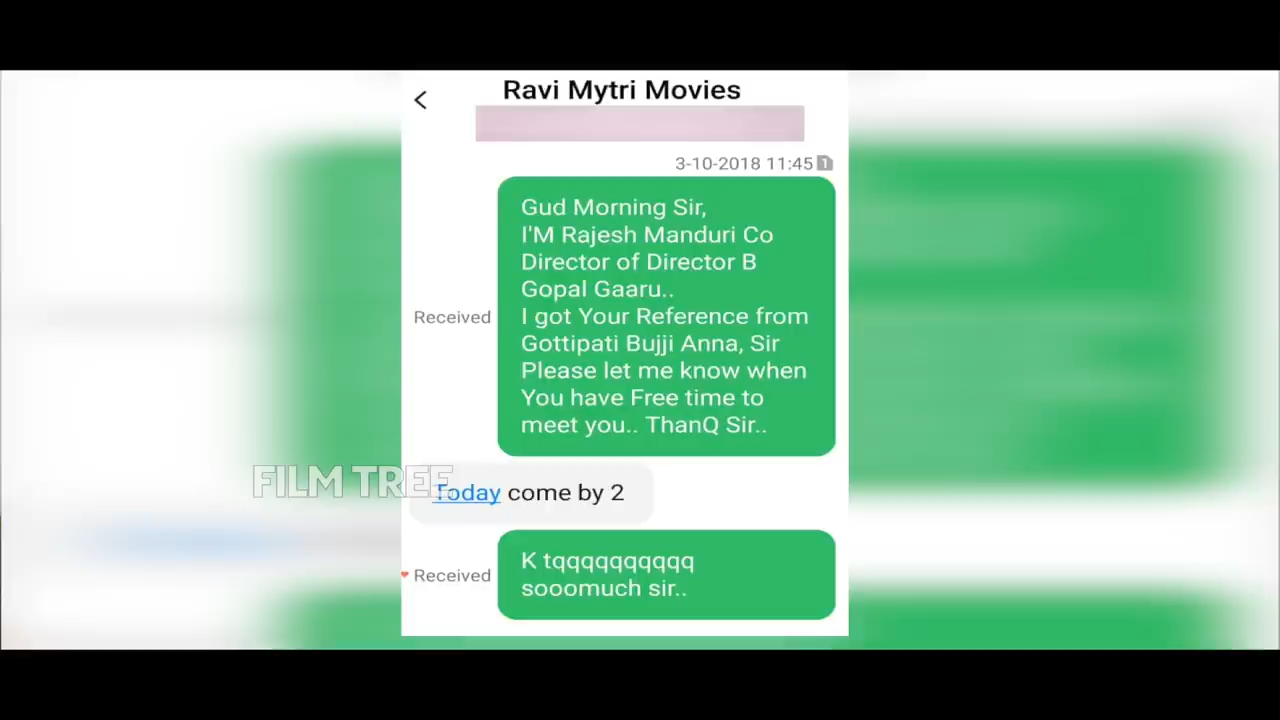 Ravi Mytri Movies
3-10-2018 11:45 1
Gud Morning Sir,
I'M Rajesh Manduri Co
Director of Director B
Gopal Gaaru..
I got Your Reference from
Gottipati Bujji Anna, Sir
Please let me know when
You have Free time to
meet you.. ThanQ Sir..
Received
FILM TREE
Today come by 2
K tqqqqqqqqqq
sooomuch sir..
Received